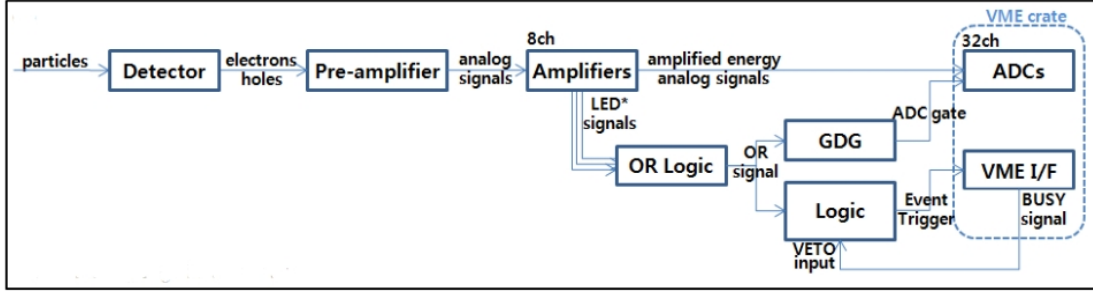 VME crate
8ch
32ch
particles
Detector
electrons
holes
Pre-amplifier
analog
signals
Amplifiers
amplified energy
analog signals
ADCs
LED*
signals
ADC gate
GDG
OR Logic
OR
signal
VME I/F
Logic
Event
Trigger
BUSY
signal
VETO
input